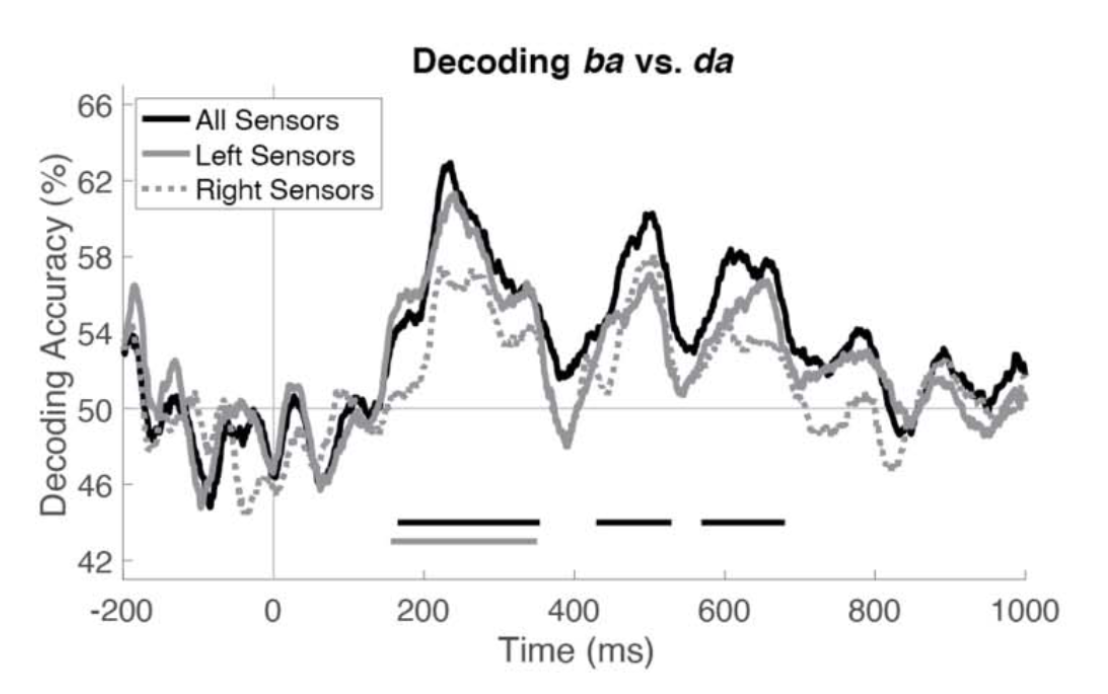 Decoding ba vs. da
All Sensors
Left Sensors
Right Sensors
Decoding Accuracy (%)
66
62
58
54
50
46
42
-200 0 200 400 600 800 1000
Time (ms)